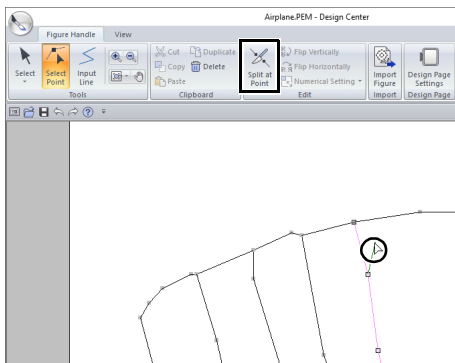 Airplane.PEM - Design Center
Figure Handle View
Select
Select Point
Input Line
Tools
Cut Duplicate
Copy Delete
Paste
Clipboard
Split at Point
Flip Vertically
Flip Horizontally
Numerical Setting
Edit
Import Figure
Import
Design Page Settings
Design Page